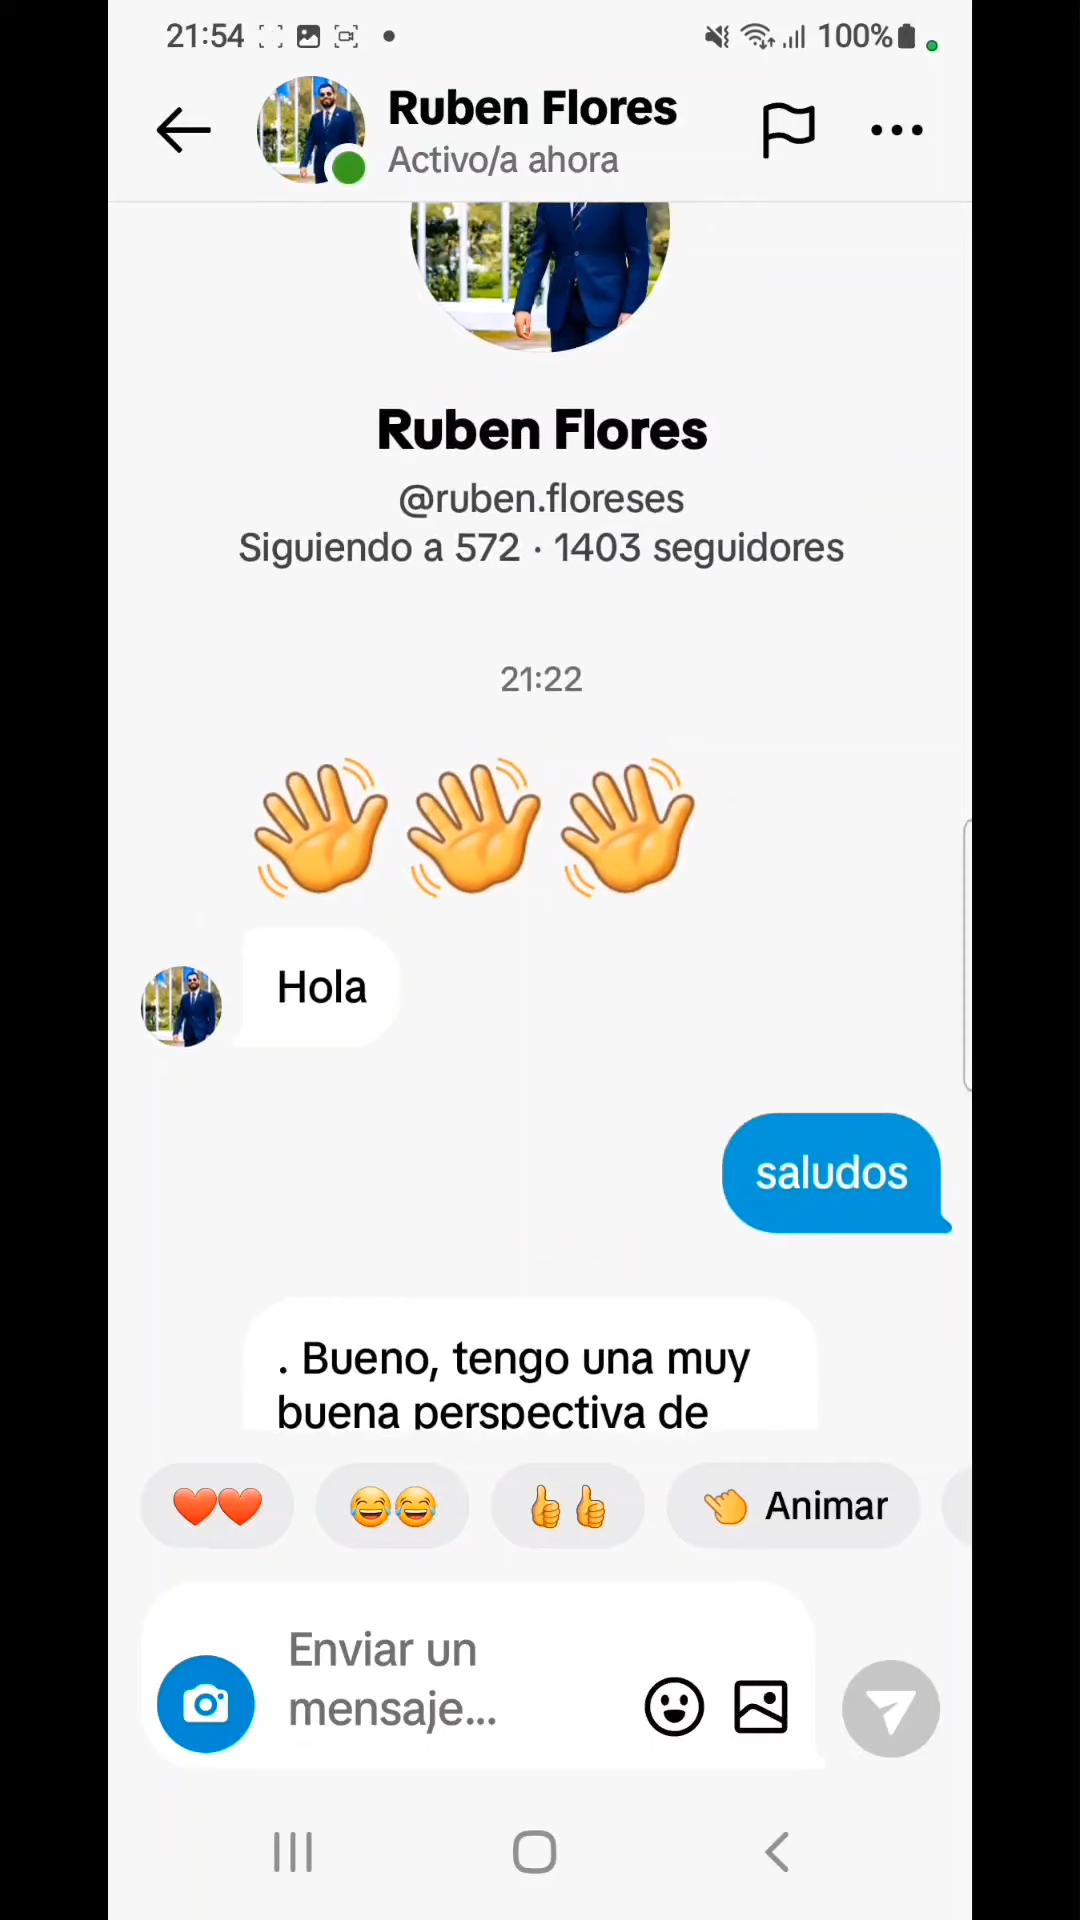 21:54
100%
Ruben Flores
Activo/a ahora
Ruben Flores
@ruben.floreses
Siguiendo a 572 · 1403 seguidores
21:22
Hola
saludos
. Bueno, tengo una muy
buena perspectiva de
Animar
Enviar un
mensaje...